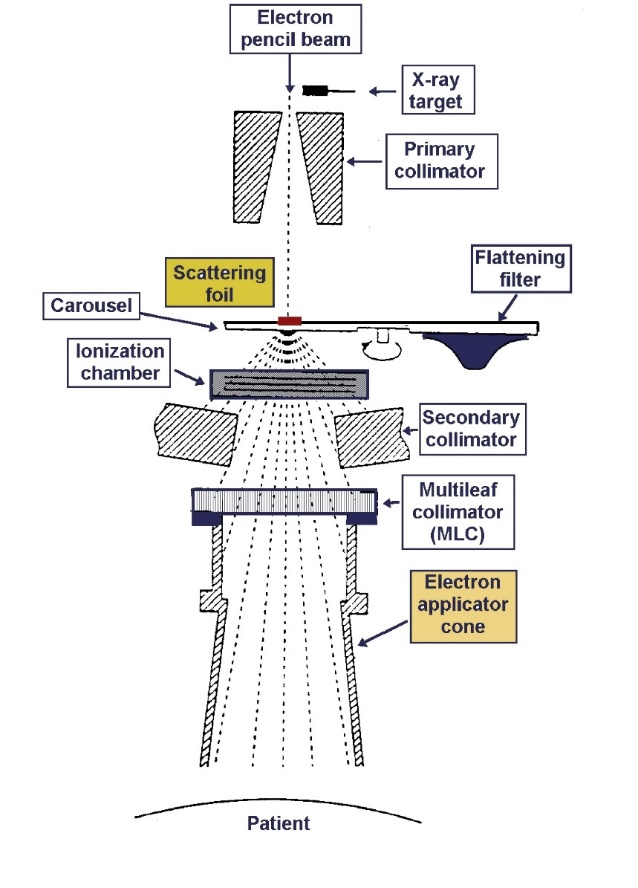 Electron
pencil beam
X-ray
target
Primary
collimator
Scattering
foil
Flattening
filter
Carousel
Ionization
chamber
Secondary
collimator
Multileaf
collimator
(MLC)
Electron
applicator
cone
Patient